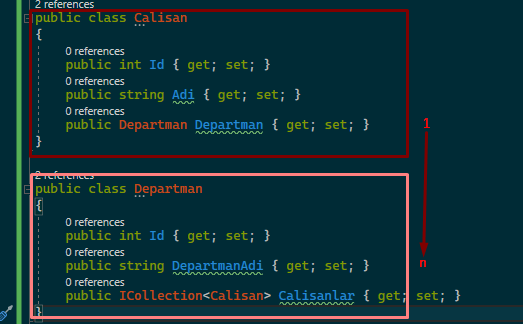 2 references
public class Calisan
{
0 references
public int Id { get; set; }
0 references
public string Adi { get; set; }
0 references
public Departman Departman { get; set; }
}
1
2 references
public class Departman
{
0 references
public int Id { get; set; }
n
0 references
public string DepartmanAdi { get; set; }
0 references
public ICollection<Calisan> Calisanlar { get; set; }
}